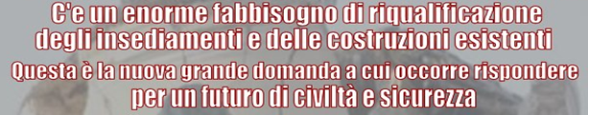 C'e un enorme fabbisogno di riqualificazione
degli insediamenti e delle costruzioni esistenti
Questa è la nuova grande domanda a cui occorre rispondere
per un futuro di civiltà e sicurezza